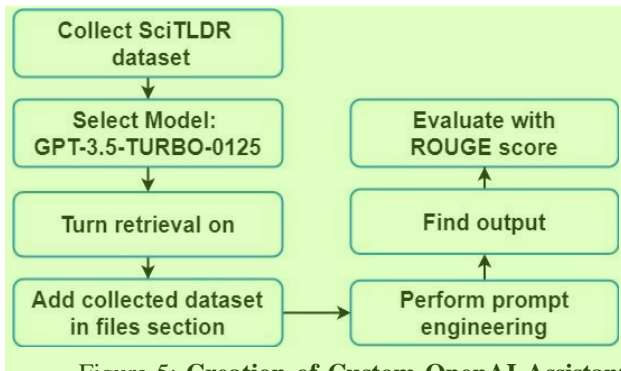 Collect SciTLDR
dataset
Select Model:
GPT-3.5-TURBO-0125
Turn retrieval on
Add collected dataset
in files section
Perform prompt
engineering
Find output
Evaluate with
ROUGE score
Figure 5: Creation of Custom OpenAI Assistant